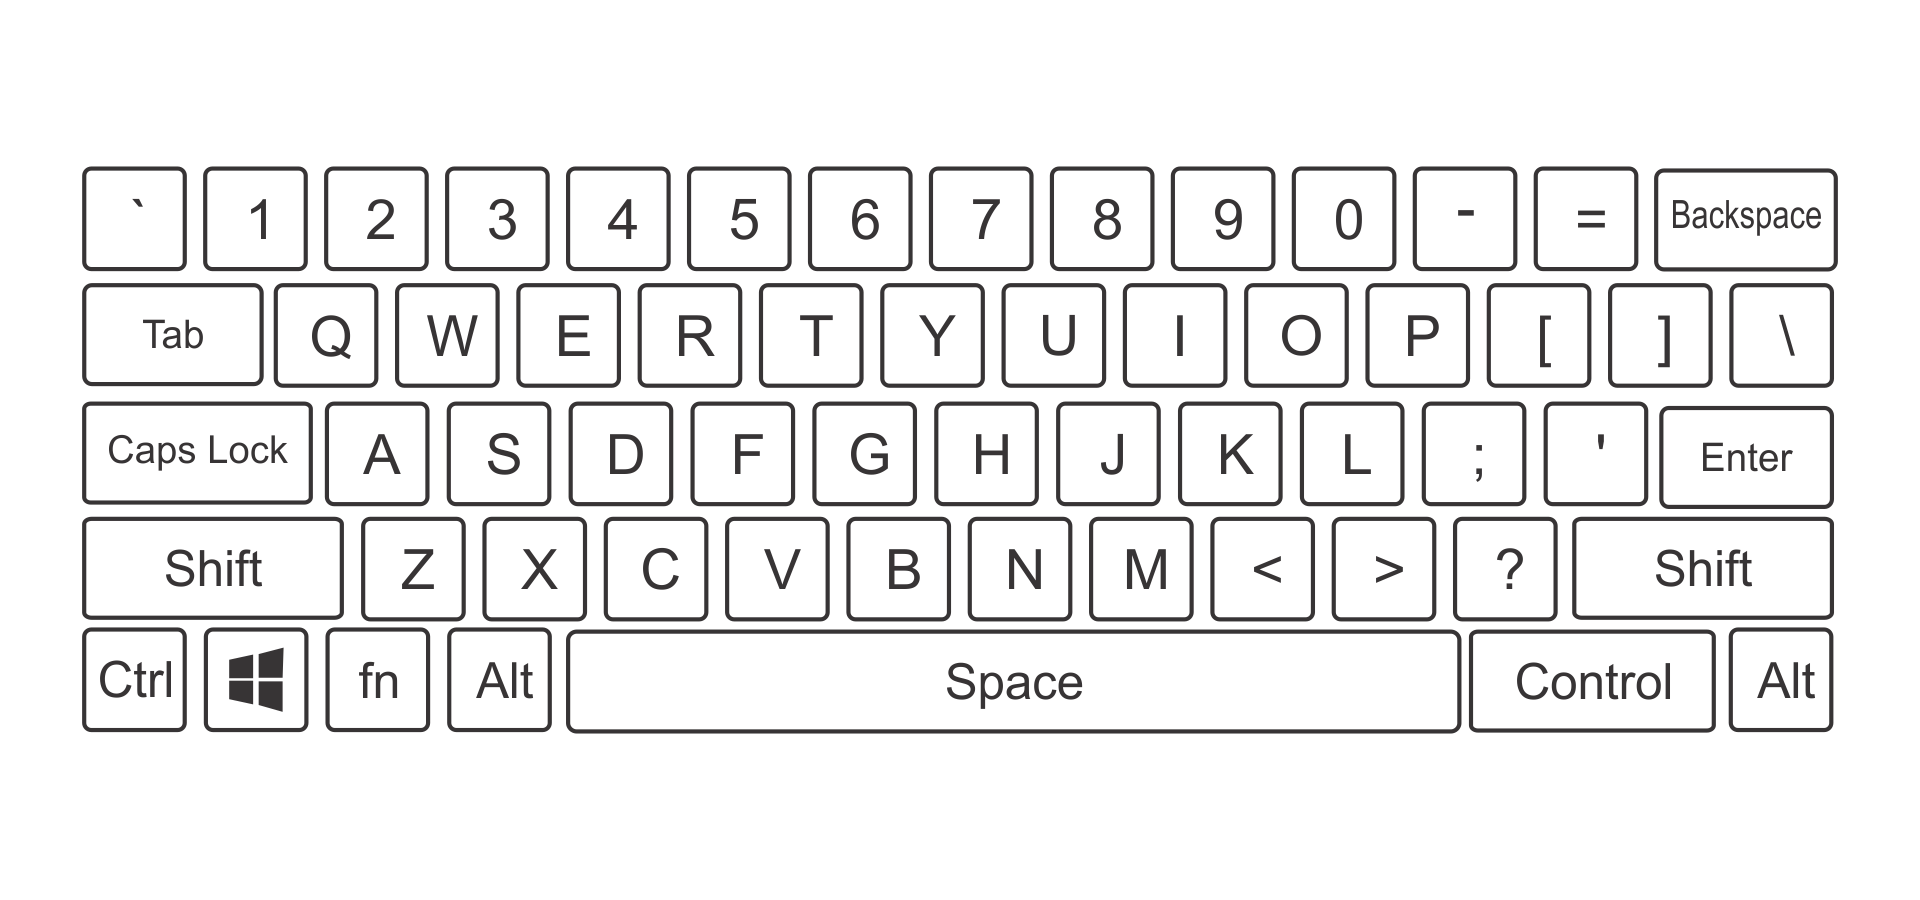 ` 1 2 3 4 5 6 7 8 9 0 - = Backspace
Tab Q W E R T Y U I O P [ ] \
Caps Lock A S D F G H J K L ; ' Enter
Shift Z X C V B N M < > ? Shift
Ctrl fn Alt Space Control Alt